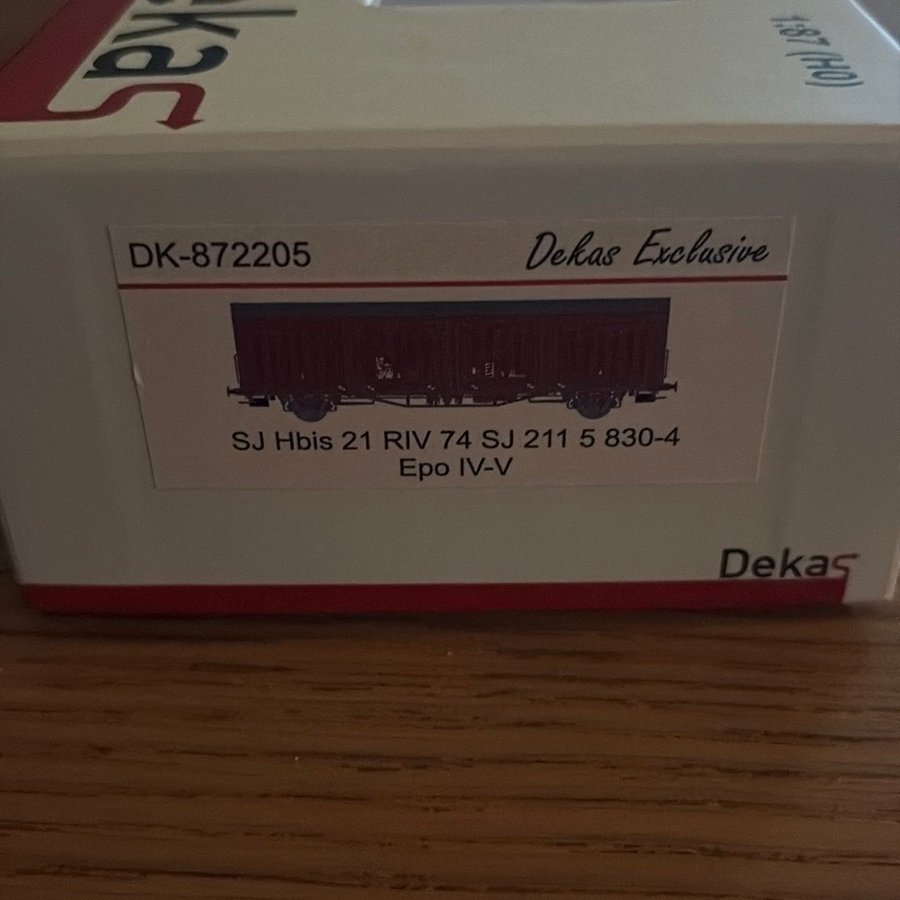 ekas
1:87 (H0)
DK-872205
Dekas Exclusive
SJ Hbis 21 RIV 74 SJ 211 5 830-4
Epo IV-V
Dekas